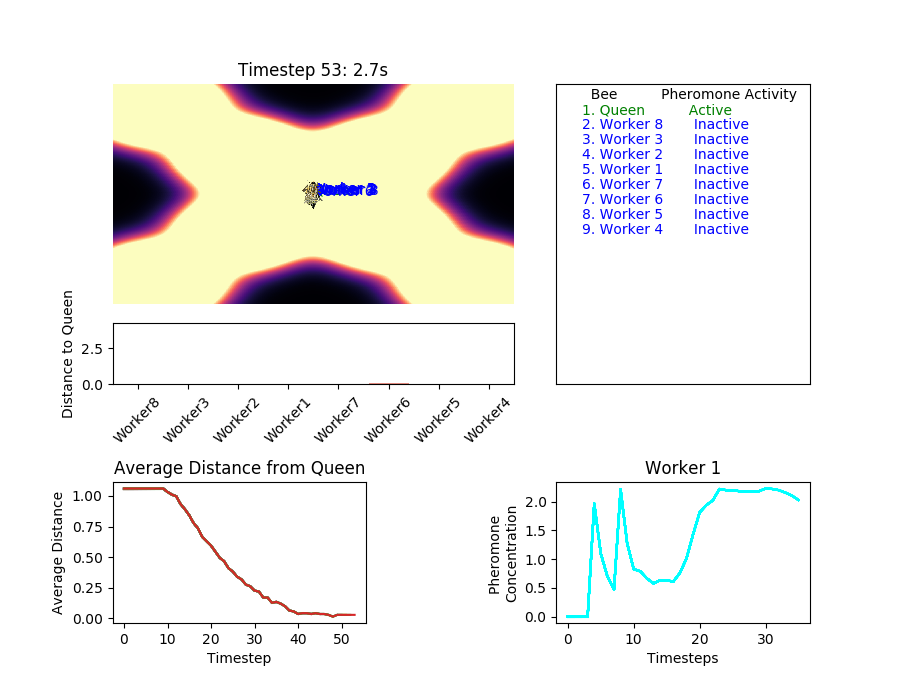 Timestep 53: 2.7s
Bee Pheromone Activity
1. Queen Active
2. Worker 8 Inactive
3. Worker 3 Inactive
4. Worker 2 Inactive
5. Worker 1 Inactive
6. Worker 7 Inactive
7. Worker 6 Inactive
8. Worker 5 Inactive
9. Worker 4 Inactive
Distance to Queen
2.5
0.0
Worker8 Worker3 Worker2 Worker1 Worker7 Worker6 Worker5 Worker4
Average Distance from Queen
Average Distance
1.00
0.75
0.50
0.25
0.00
0 10 20 30 40 50
Timestep
Worker 1
Pheromone
Concentration
2.0
1.5
1.0
0.5
0.0
0 10 20 30
Timesteps